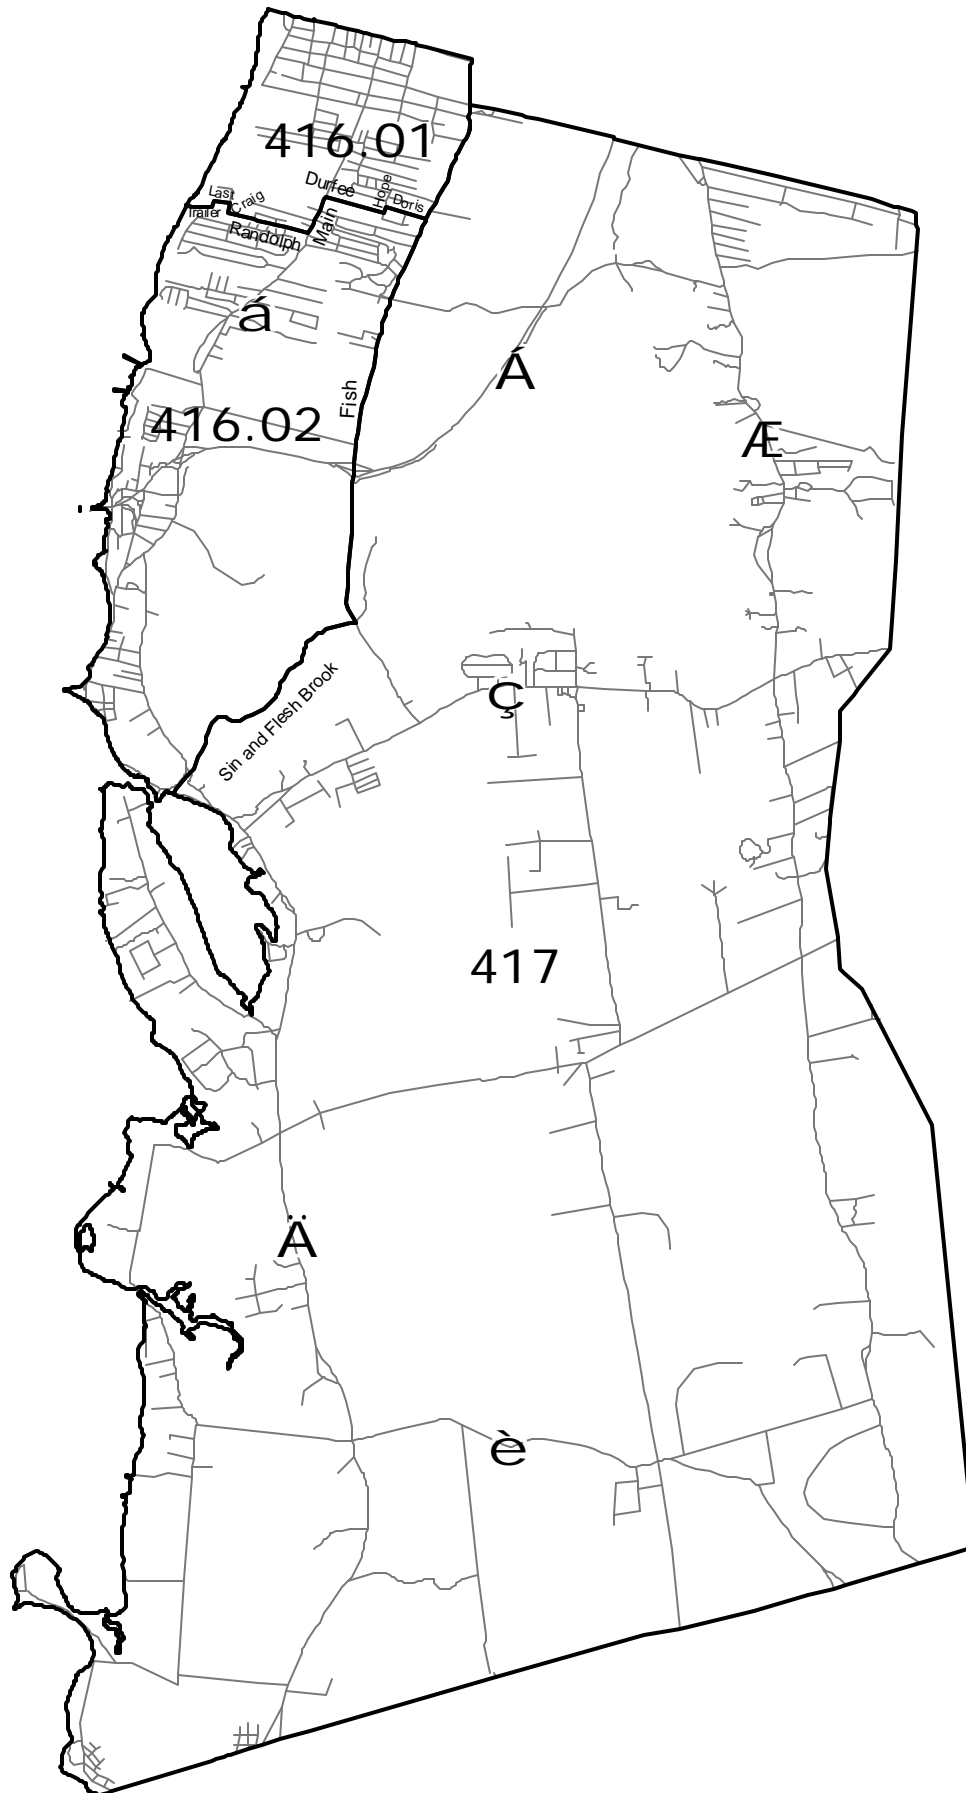 416.01
Durfee
Hope
Last
Craig
Doris
Trailer
Main
Randolph
á
Á
Fish
416.02
Æ
Ç
Sin and Flesh Brook
417
Ä
è